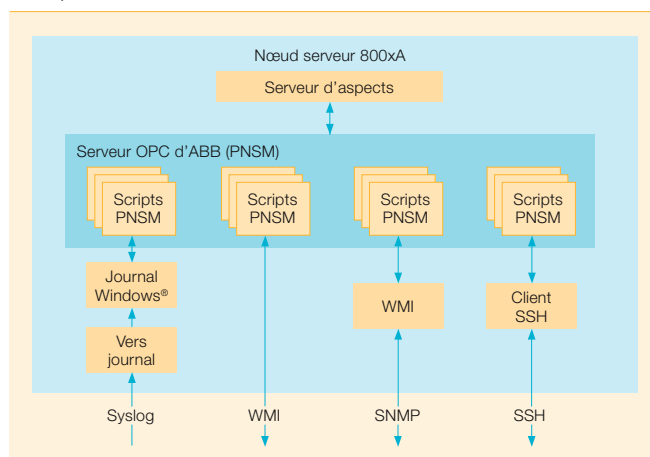 Nœud serveur 800xA
Serveur d'aspects
Serveur OPC d'ABB (PNSM)
Scripts
PNSM
Scripts
PNSM
Scripts
PNSM
Scripts
PNSM
Journal
Windows®
WMI
Client
SSH
Vers
journal
Syslog
WMI
SNMP
SSH